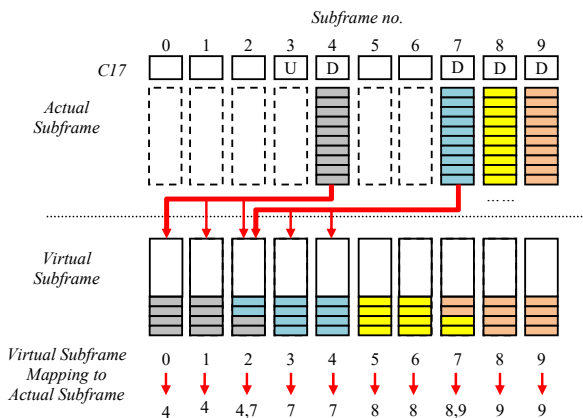 Subframe no.
0 1 2 3 4 5 6 7 8 9
C17 U D D D D
Actual
Subframe
... ...
Virtual
Subframe
Virtual Subframe 0 1 2 3 4 5 6 7 8 9
Mapping to
Actual Subframe
4 4 4,7 7 7 8 8 8,9 9 9